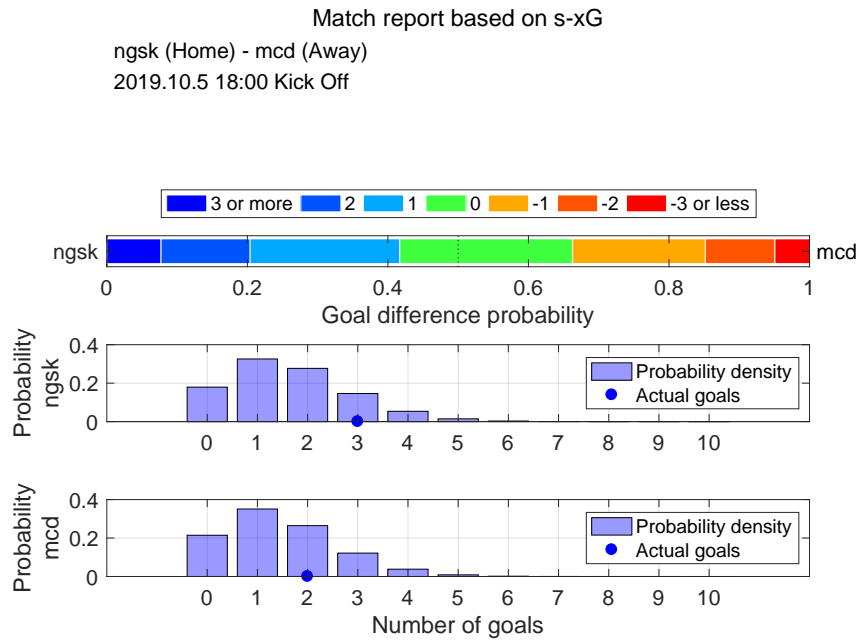 Match report based on s-xG
ngsk (Home) - mcd (Away)
2019.10.5 18:00 Kick Off
3 or more 2 1 0 -1 -2 -3 or less
ngsk mcd
0 0.2 0.4 0.6 0.8 1
Goal difference probability
Probability
ngsk
0.4
0.2
0
Probability density
Actual goals
0 1 2 3 4 5 6 7 8 9 10
Probability
mcd
0.4
0.2
0
Probability density
Actual goals
0 1 2 3 4 5 6 7 8 9 10
Number of goals